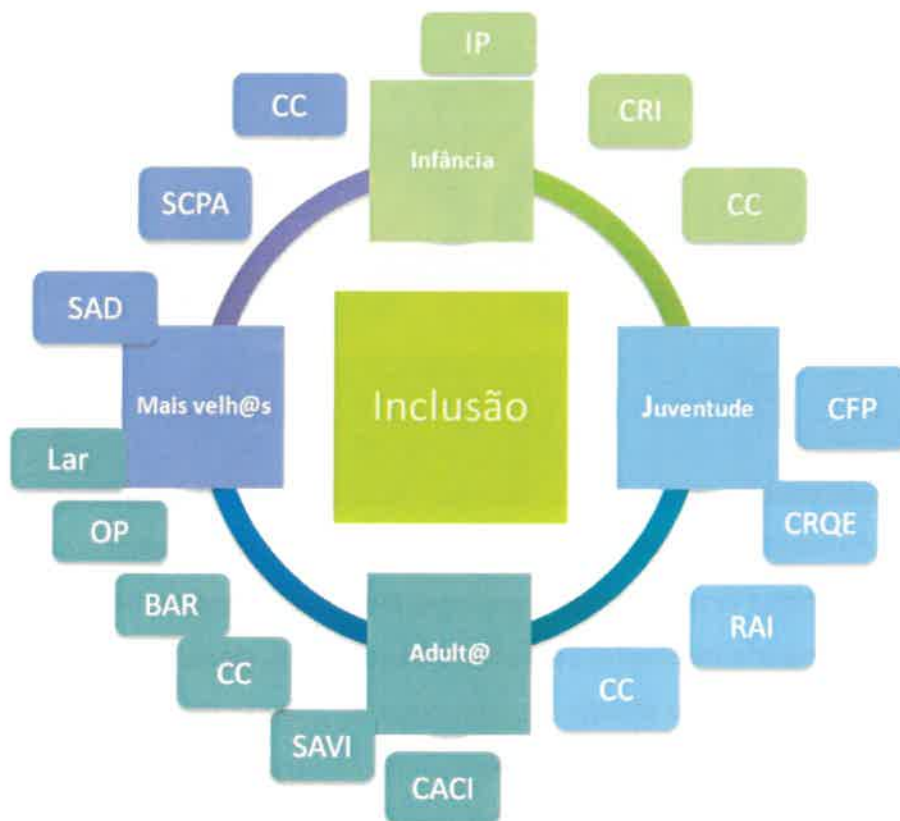 IP
CC
CRI
Infância
SCPA
CC
SAD
Mais velh@s
Inclusão
Juventude
CFP
Lar
OP
CRQE
BAR
RAI
Adult@
CC
CC
SAVI
CACI